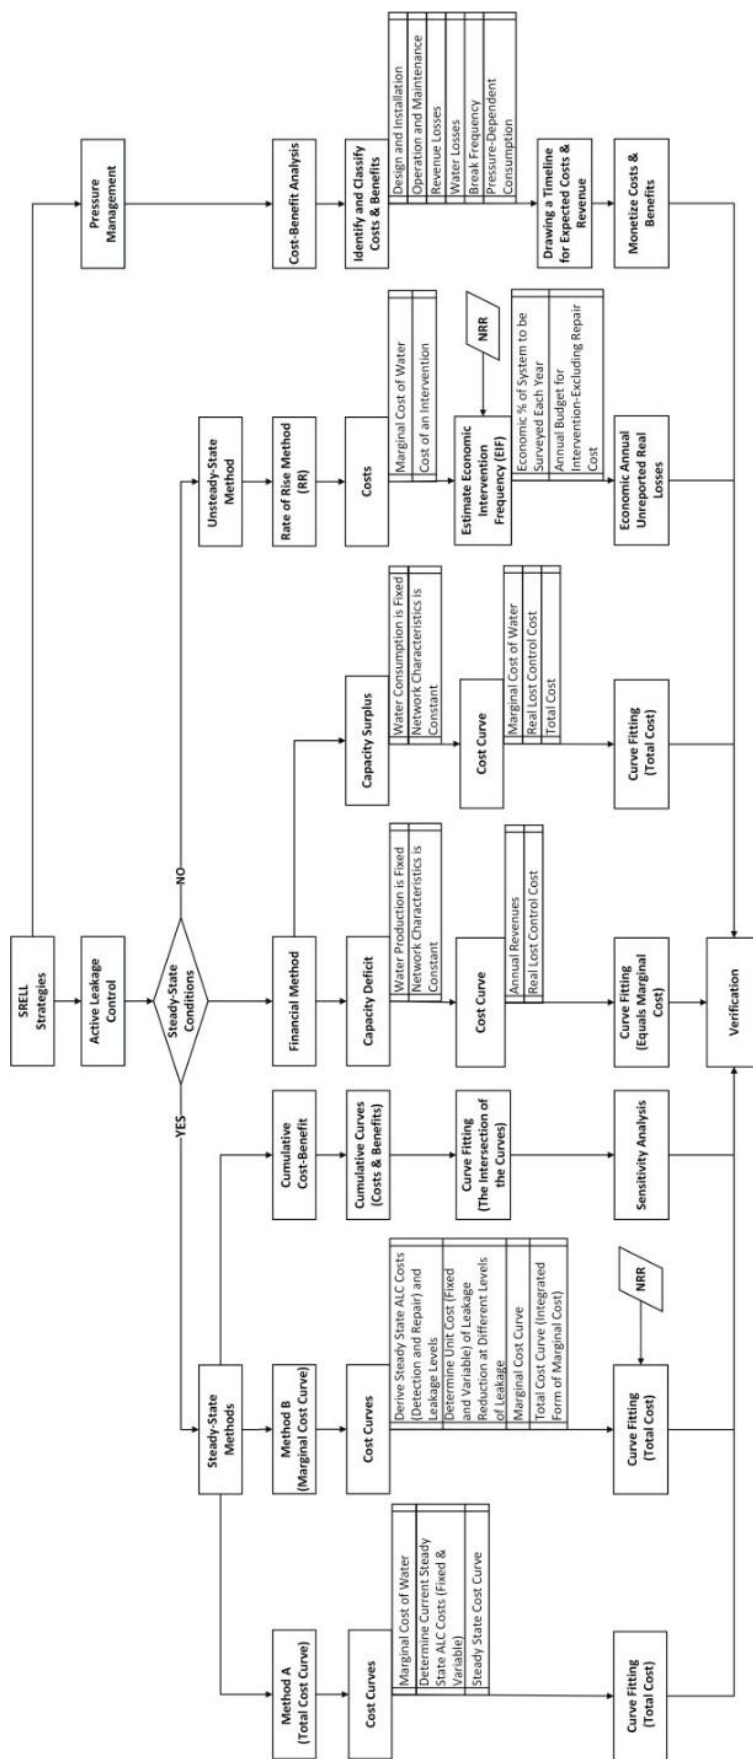 SRELL
Strategies
Active Leakage
Control
Pressure
Management
Steady-State
Conditions
YES
NO
Steady-State
Methods
Unsteady-State
Method
Method A
(Total Cost Curve)
Method B
(Marginal Cost Curve)
Cumulative
Cost-Benefit
Financial Method
Rate of Rise Method
(RR)
Cost-Benefit Analysis
Cost Curves
Cost Curves
Cumulative Curves
(Costs & Benefits)
Capacity Deficit
Capacity Surplus
Costs
Identify and Classify
Costs & Benefits
Marginal Cost of Water
Determine Current Steady
State ALC Costs (Fixed &
Variable)
Steady State Cost Curve
Derive Steady State ALC Costs
(Detection and Repair) and
Leakage Levels
Determine Unit Cost (Fixed
and Variable) of Leakage
Reduction at Different Levels
of Leakage
Marginal Cost Curve
Total Cost Curve (Integrated
Form of Marginal Cost)
Curve Fitting
(The Intersection of
the Curves)
Water Production is Fixed
Network Characteristics is
Constant
Cost Curve
Annual Revenues
Real Lost Control Cost
Water Consumption is Fixed
Network Characteristics is
Constant
Cost Curve
Marginal Cost of Water
Real Lost Control Cost
Total Cost
Marginal Cost of Water
Cost of an Intervention
NRR
Estimate Economic
Intervention
Frequency (EIF)
Economic % of System to be
Surveyed Each Year
Annual Budget for
Intervention-Excluding Repair
Cost
Design and Installation
Operation and Maintenance
Revenue Losses
Water Losses
Break Frequency
Pressure-Dependent
Consumption
Drawing a Timeline
for Expected Costs &
Revenue
NRR
Curve Fitting
(Total Cost)
Curve Fitting
(Total Cost)
Sensitivity Analysis
Curve Fitting
(Equals Marginal
Cost)
Curve Fitting
(Total Cost)
Economic Annual
Unreported Real
Losses
Monetize Costs &
Benefits
Verification